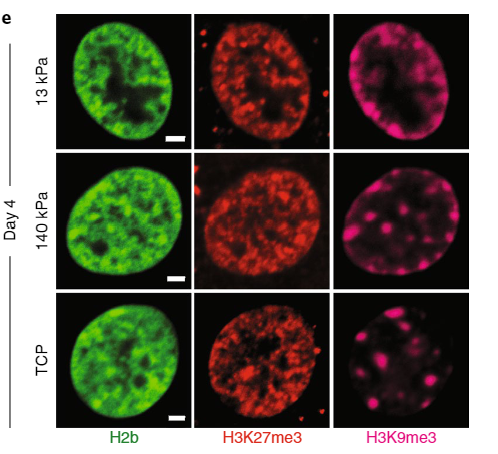 e
Day 4
13 kPa
140 kPa
TCP
H2b
H3K27me3
H3K9me3